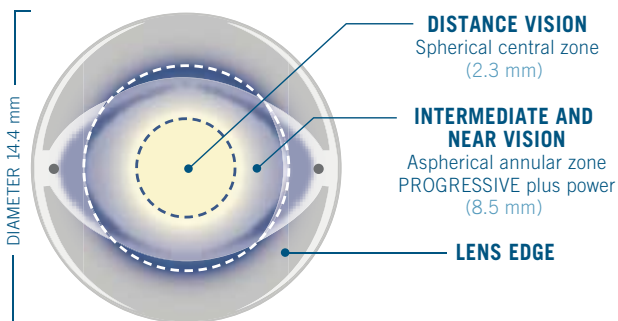 DISTANCE VISION
Spherical central zone
(2.3 mm)
INTERMEDIATE AND
NEAR VISION
Aspherical annular zone
PROGRESSIVE plus power
(8.5 mm)
LENS EDGE
DIAMETER 14.4 mm